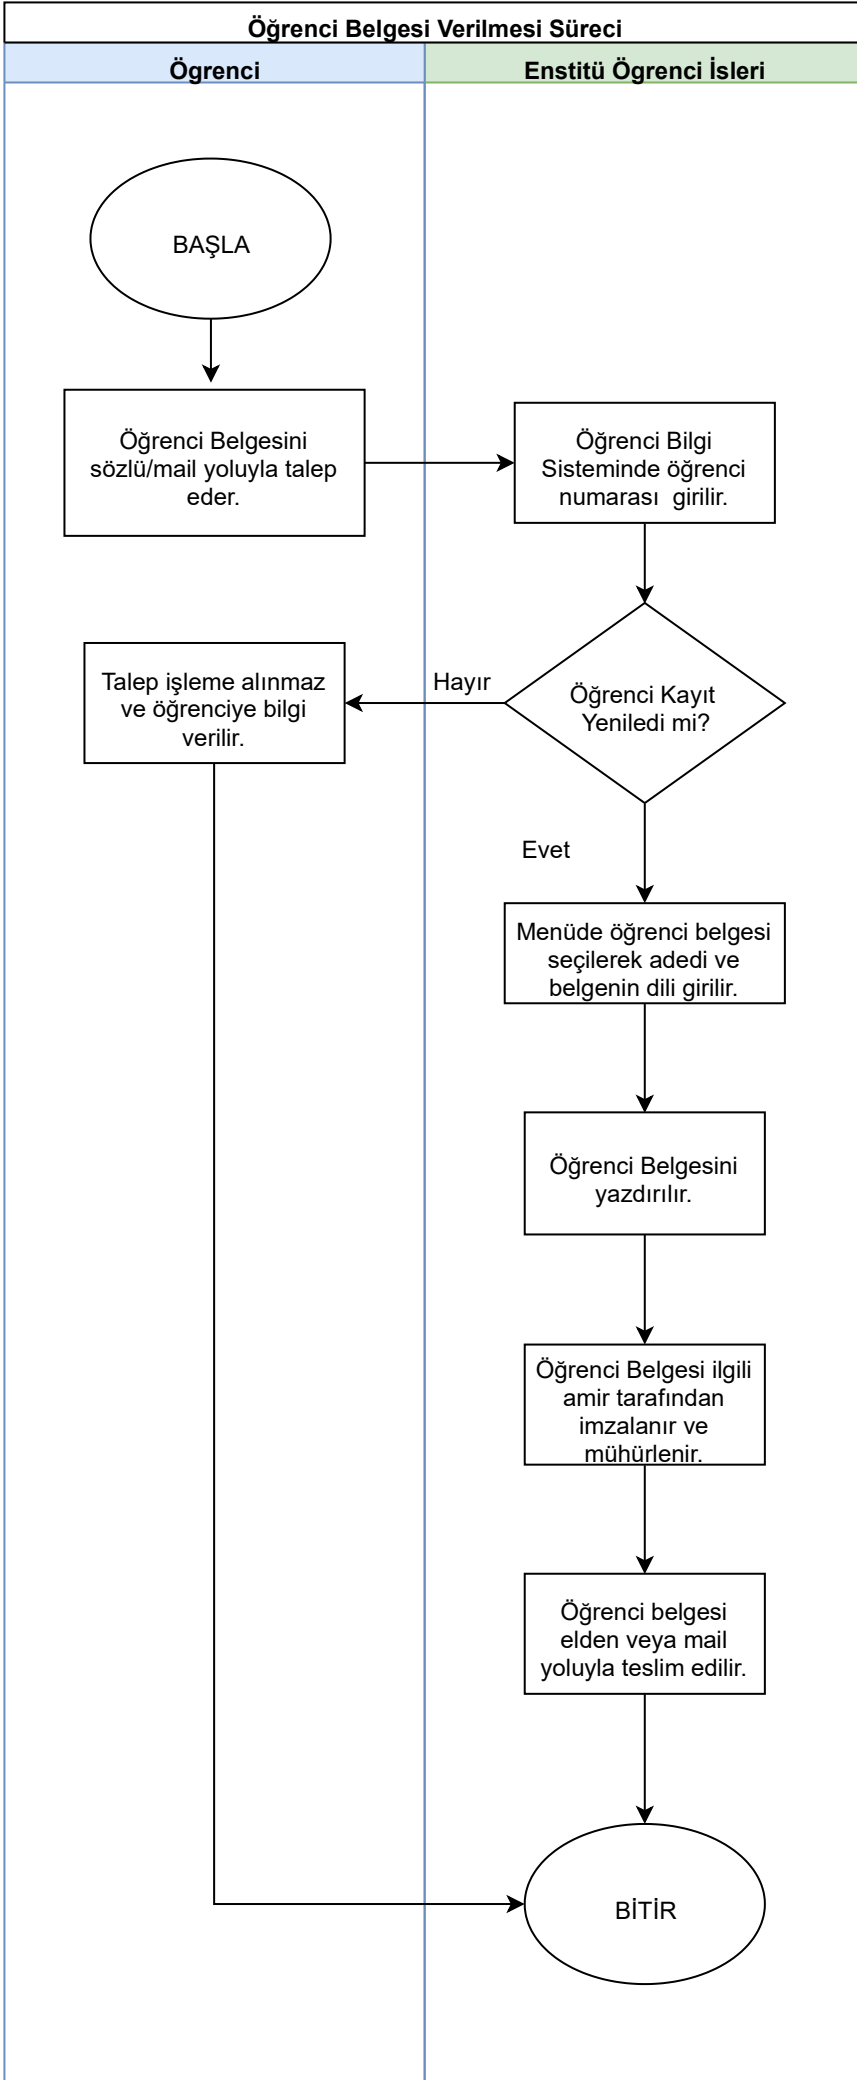 Öğrenci Belgesi Verilmesi Süreci
Ögrenci
Enstitü Ögrenci İsleri
BAŞLA
Öğrenci Belgesini
sözlü/mail yoluyla talep
eder.
Öğrenci Bilgi
Sisteminde öğrenci
numarası  girilir.
Öğrenci Kayıt
Yeniledi mi?
Hayır
Talep işleme alınmaz
ve öğrenciye bilgi
verilir.
Evet
Menüde öğrenci belgesi
seçilerek adedi ve
belgenin dili girilir.
Öğrenci Belgesini
yazdırılır.
Öğrenci Belgesi ilgili
amir tarafından
imzalanır ve
mühürlenir.
Öğrenci belgesi
elden veya mail
yoluyla teslim edilir.
BİTİR